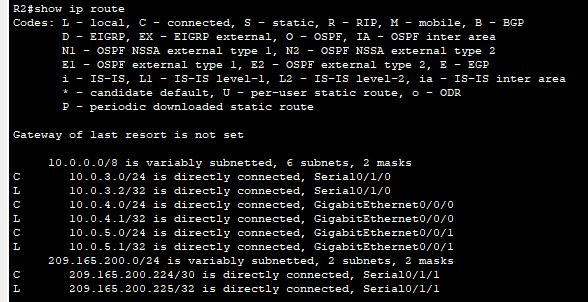 R2#show ip route
Codes: L - local, C - connected, S - static, R - RIP, M - mobile, B - BGP
D - EIGRP, EX - EIGRP external, O - OSPF, IA - OSPF inter area
N1 - OSPF NSSA external type 1, N2 - OSPF NSSA external type 2
E1 - OSPF external type 1, E2 - OSPF external type 2, E - EGP
i - IS-IS, L1 - IS-IS level-1, L2 - IS-IS level-2, ia - IS-IS inter area
* - candidate default, U - per-user static route, o - ODR
P - periodic downloaded static route
Gateway of last resort is not set
10.0.0.0/8 is variably subnetted, 6 subnets, 2 masks
C 10.0.3.0/24 is directly connected, Serial0/1/0
L 10.0.3.2/32 is directly connected, Serial0/1/0
C 10.0.4.0/24 is directly connected, GigabitEthernet0/0/0
L 10.0.4.1/32 is directly connected, GigabitEthernet0/0/0
C 10.0.5.0/24 is directly connected, GigabitEthernet0/0/1
L 10.0.5.1/32 is directly connected, GigabitEthernet0/0/1
209.165.200.0/24 is variably subnetted, 2 subnets, 2 masks
C 209.165.200.224/30 is directly connected, Serial0/1/1
L 209.165.200.225/32 is directly connected, Serial0/1/1